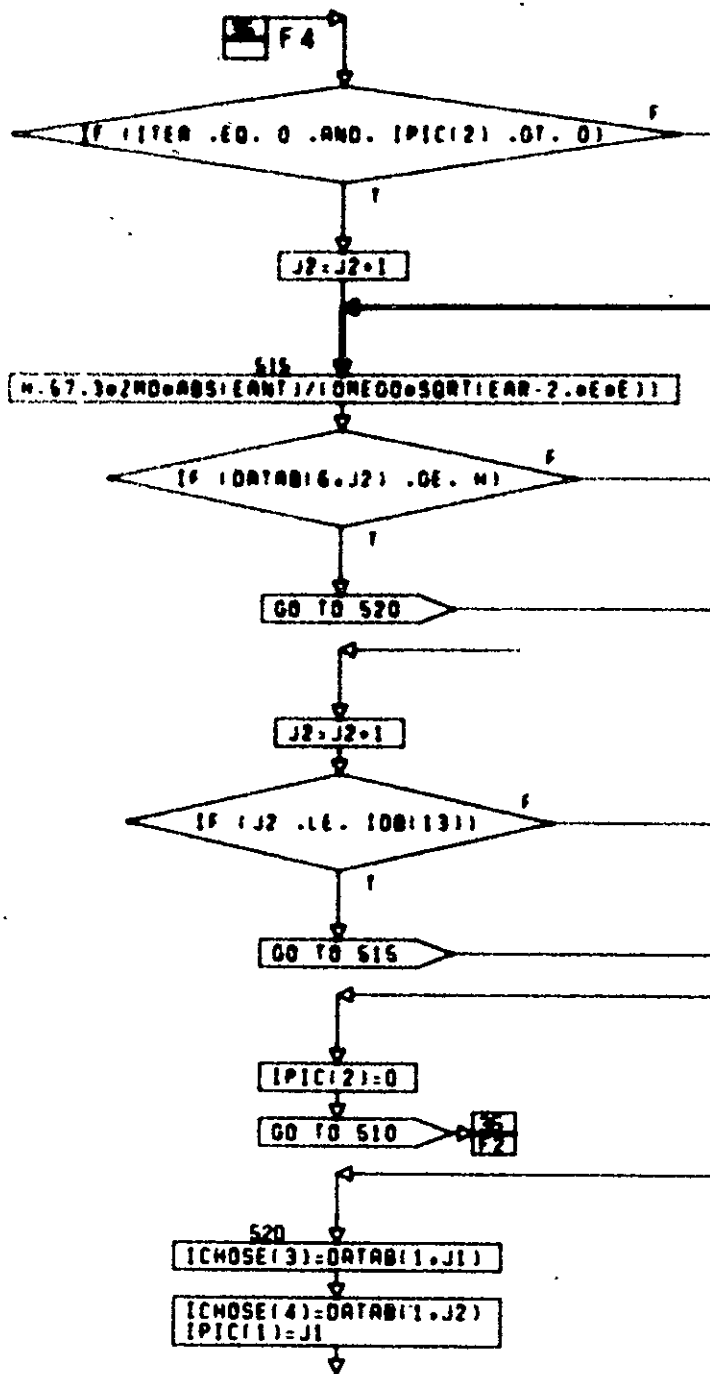 F4
F
IF (ITER .EQ. 0 .AND. IPIC(2) .GT. 0)
T
J2=J2+1
515
H=67.3*ZMO*ABS(EANT)/(OMEGO*SQRT(EAR-2.*E*E))
F
IF (DATAB(6,J2) .GE. H)
T
GO TO 520
J2=J2+1
F
IF (J2 .LE. IDB(13))
T
GO TO 515
IPIC(2)=0
GO TO 510
F2
520
ICHOSE(3)=DATAB(1,J1)
ICHOSE(4)=DATAB(1,J2)
IPIC(1)=J1